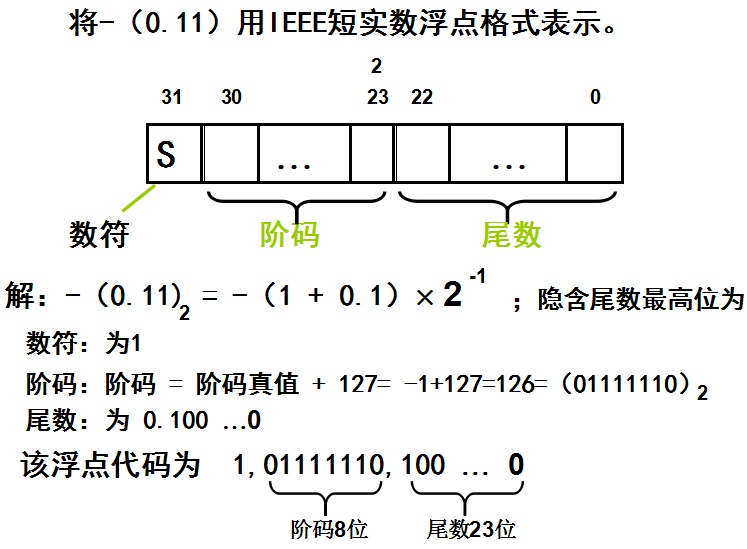 将-（0.11）用IEEE短实数浮点格式表示。
2
31 30 23 22 0
S ... ...
数符 阶码 尾数
解：-（0.11)2 = -（1 + 0.1）× 2 -1 ；隐含尾数最高位为
数符：为1
阶码：阶码 = 阶码真值 + 127= -1+127=126=（01111110）2
尾数：为 0.100 …0
该浮点代码为 1,01111110,100 … 0
阶码8位 尾数23位